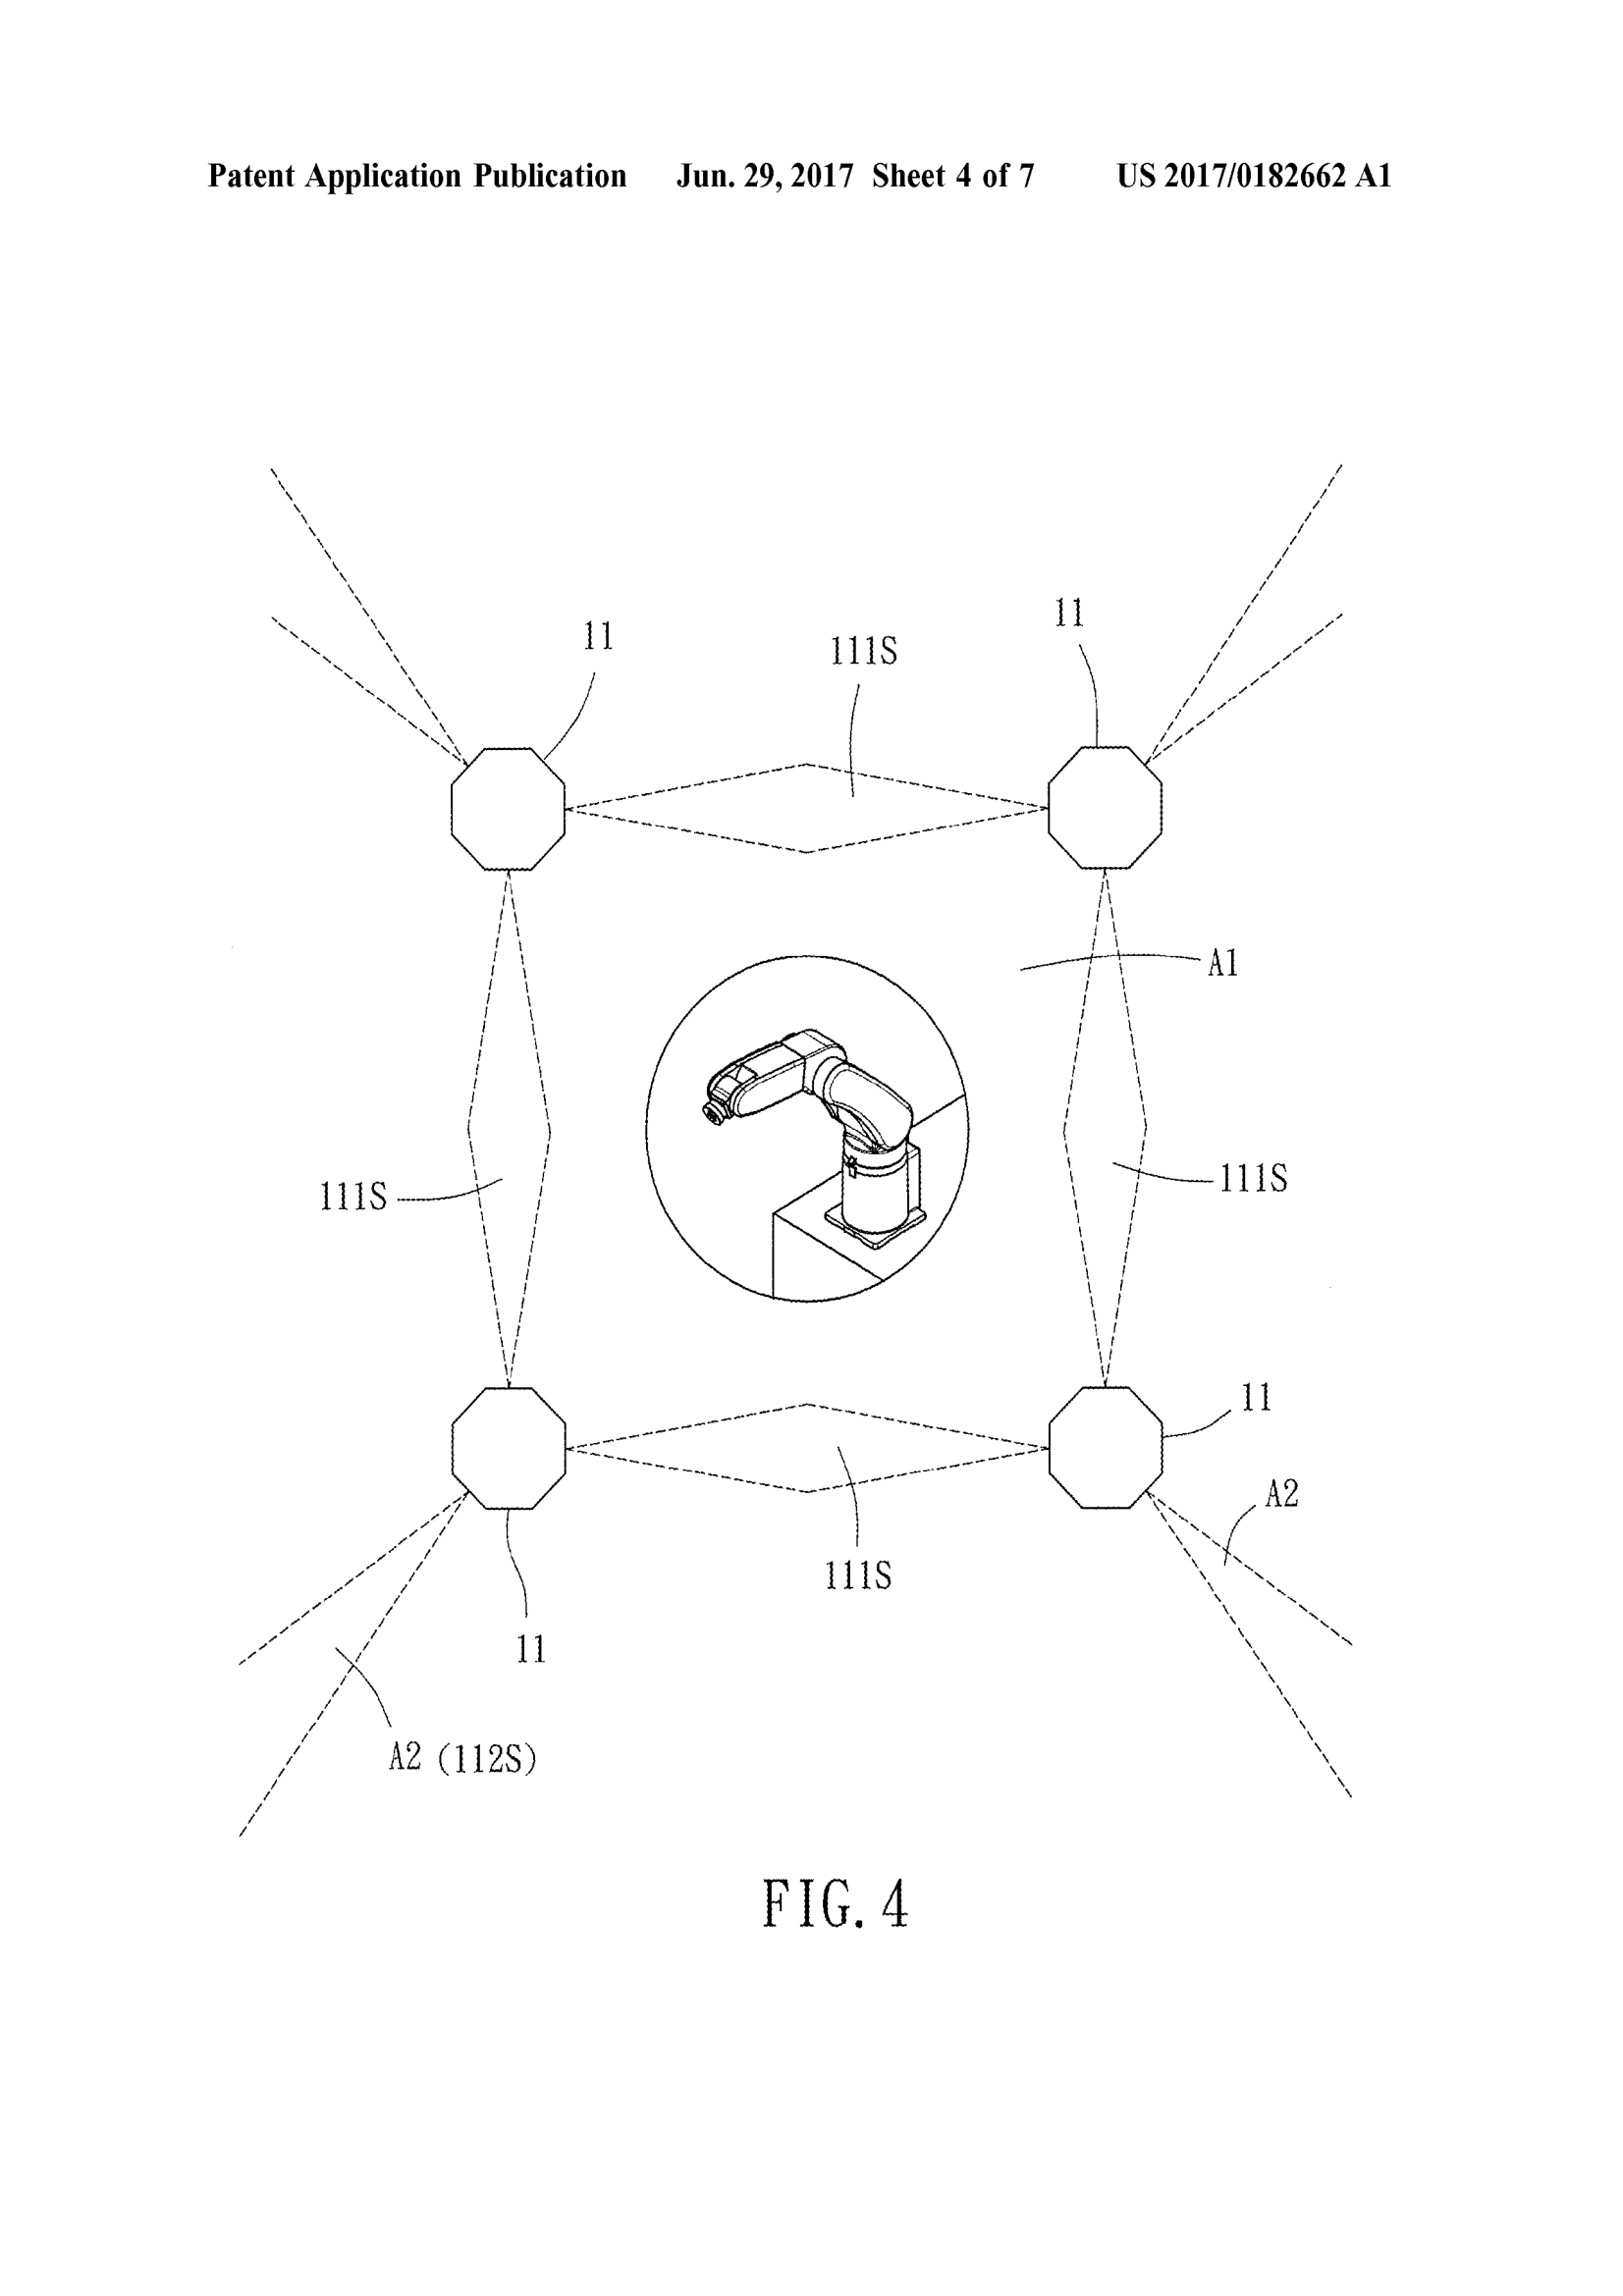 Patent Application Publication Jun. 29, 2017 Sheet 4 of 7 US 2017/0182662 A1
11
11
111S
A1
111S
111S
11
A2
111S
11
A2 (112S)
FIG. 4